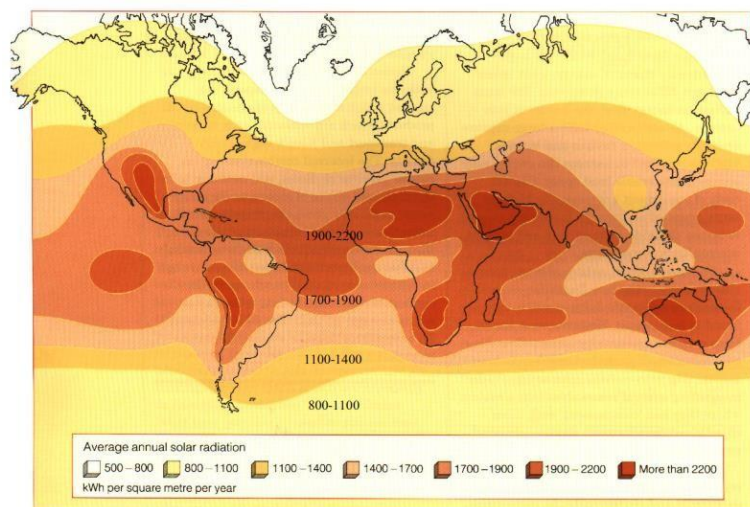 1900-2200
1700-1900
1100-1400
800-1100
Average annual solar radiation
500 – 800 800 – 1100 1100 – 1400 1400 – 1700 1700 – 1900 1900 – 2200 More than 2200
kWh per square metre per year